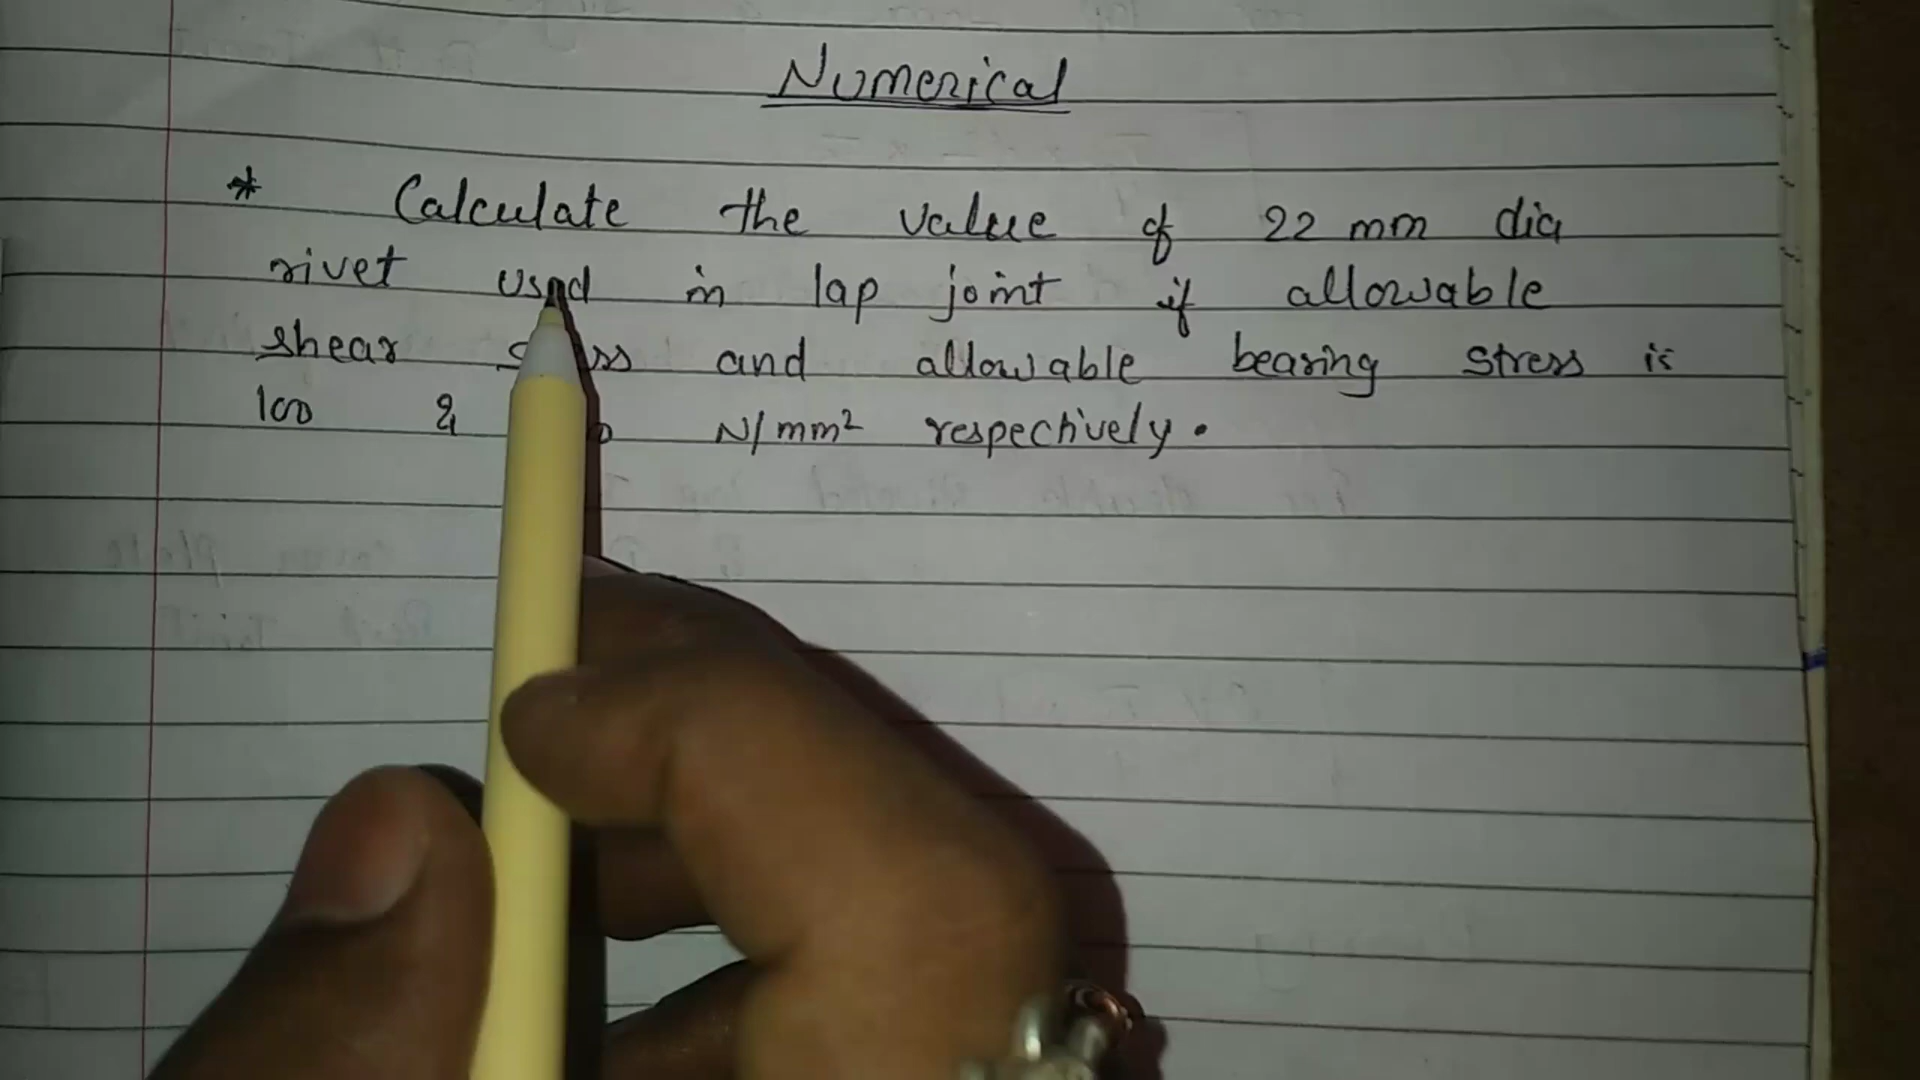 Numerical
* Calculate the value of 22 mm dia
rivet used in lap joint if allowable
shear and allowable bearing stress is
100 & N/mm² respectively.